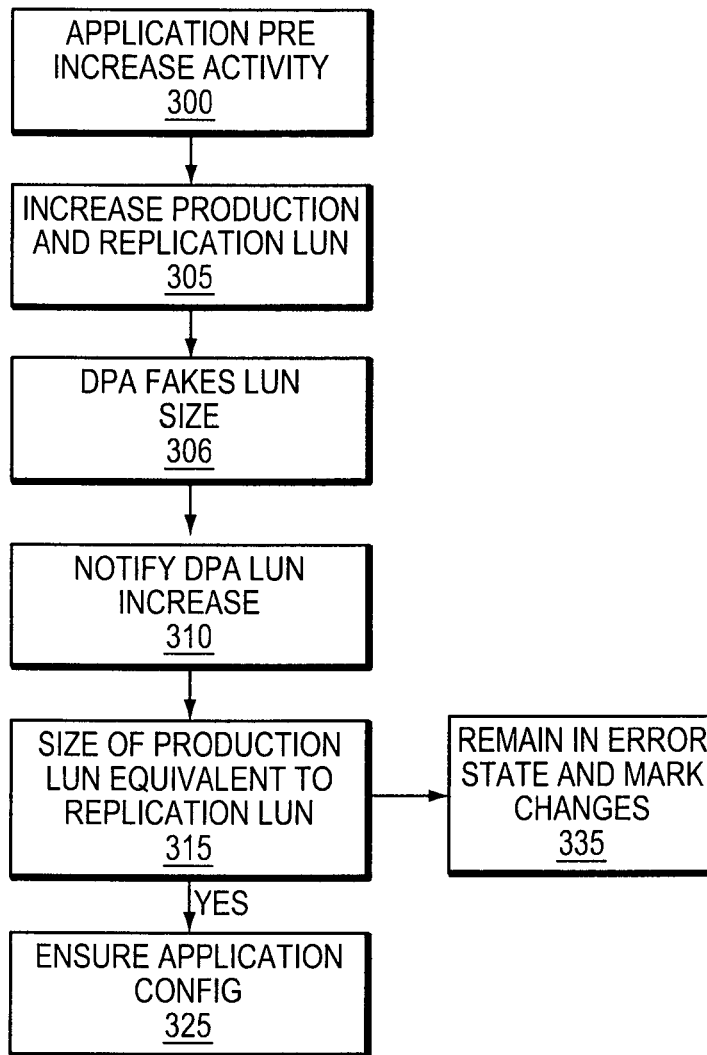 APPLICATION PRE
INCREASE ACTIVITY
300
INCREASE PRODUCTION
AND REPLICATION LUN
305
DPA FAKES LUN
SIZE
306
NOTIFY DPA LUN
INCREASE
310
SIZE OF PRODUCTION
LUN EQUIVALENT TO
REPLICATION LUN
315
REMAIN IN ERROR
STATE AND MARK
CHANGES
335
YES
ENSURE APPLICATION
CONFIG
325